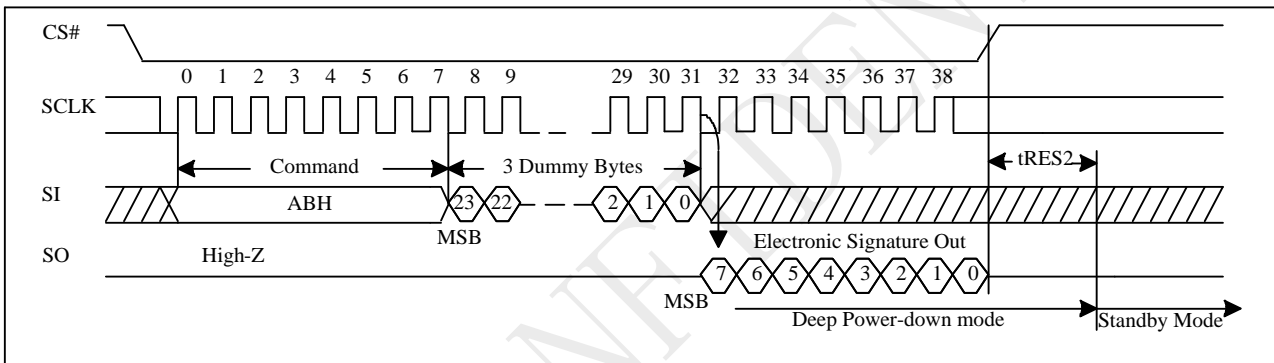 CS#
0 1 2 3 4 5 6 7 8 9 29 30 31 32 33 34 35 36 37 38
SCLK
Command 3 Dummy Bytes tRES2
SI ABH 23 22 2 1 0
MSB
SO High-Z Electronic Signature Out
7 6 5 4 3 2 1 0
MSB
Deep Power-down mode Standby Mode